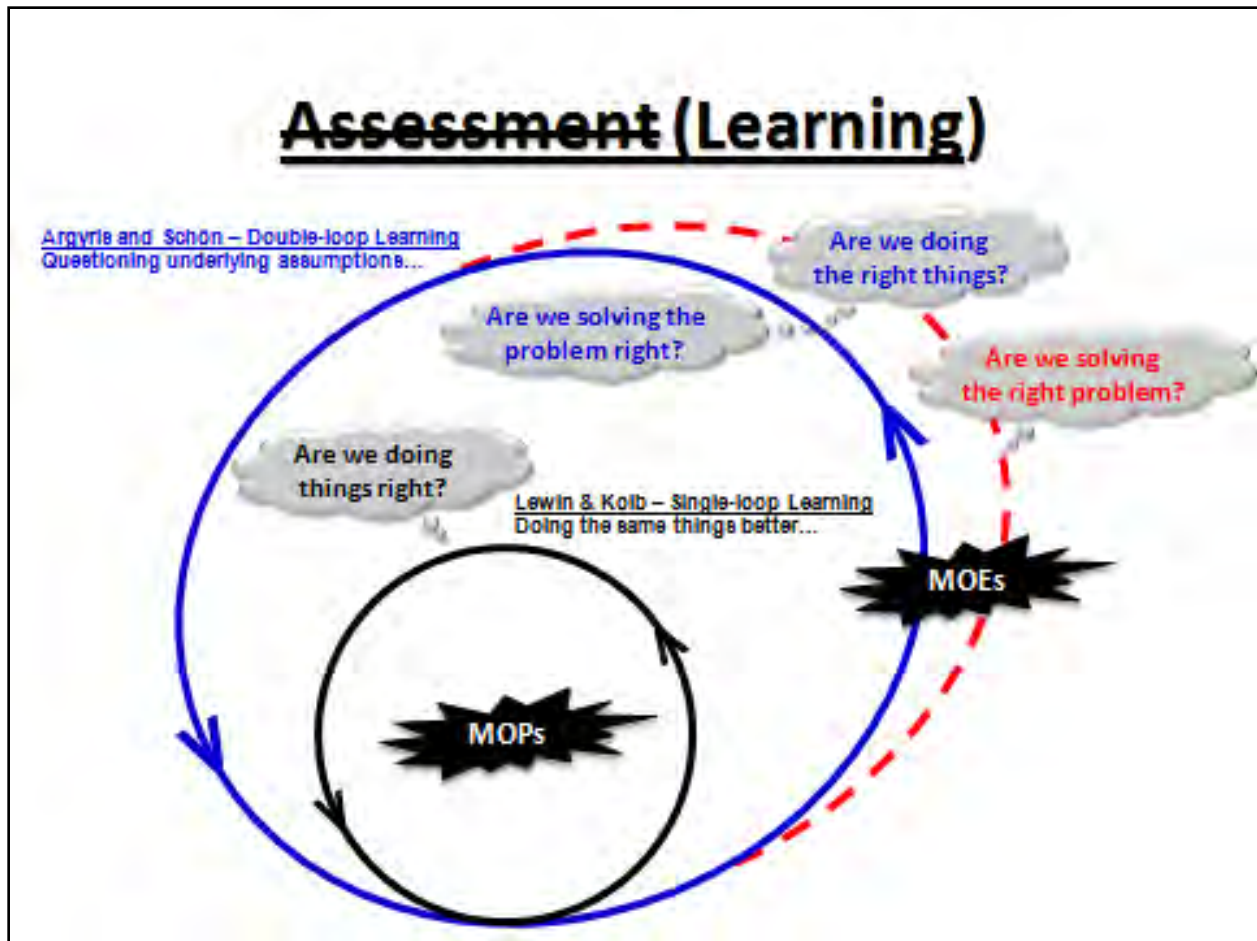 Assessment (Learning)
Argyris and Schön – Double-loop Learning
Questioning underlying assumptions...
Are we doing
the right things?
Are we solving the
problem right?
Are we solving
the right problem?
Are we doing
things right?
Lewin & Kolb – Single-loop Learning
Doing the same things better...
MOEs
MOPs